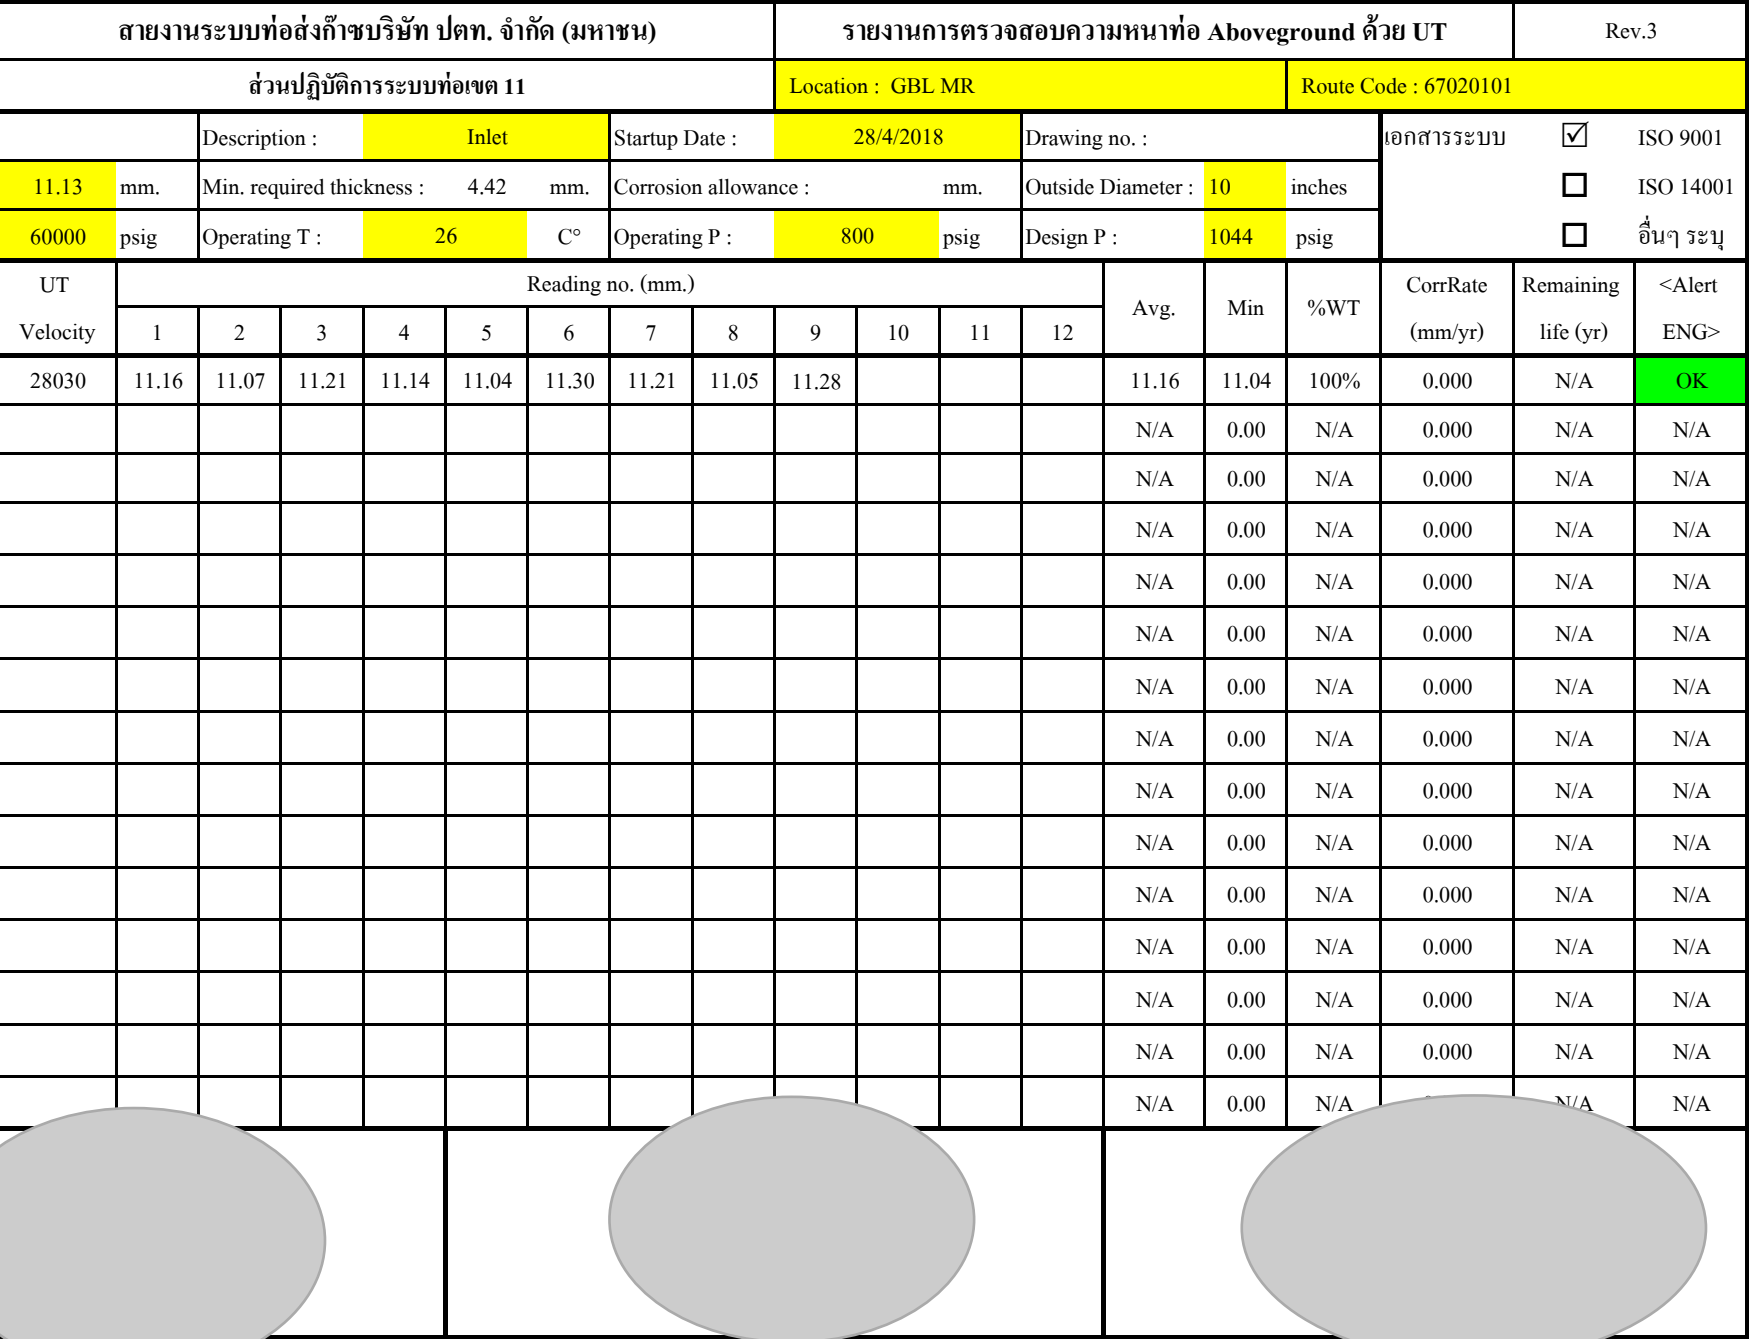 สายงานระบบท่อส่งก๊าซบริษัท ปตท. จำกัด (มหาชน) รายงานการตรวจสอบความหนาท่อ Aboveground ด้วย UT Rev.3
ส่วนปฏิบัติการระบบท่อเขต 11 Location : GBL MR Route Code : 67020101
Description : Inlet Startup Date : 28/4/2018 Drawing no. : เอกสารระบบ ☑ ISO 9001
11.13 mm. Min. required thickness : 4.42 mm. Corrosion allowance : mm. Outside Diameter : 10 inches ☐ ISO 14001
60000 psig Operating T : 26 C° Operating P : 800 psig Design P : 1044 psig ☐ อื่นๆ ระบุ
UT Reading no. (mm.) Avg. Min %WT CorrRate Remaining <Alert
Velocity 1 2 3 4 5 6 7 8 9 10 11 12 (mm/yr) life (yr) ENG>
28030 11.16 11.07 11.21 11.14 11.04 11.30 11.21 11.05 11.28 11.16 11.04 100% 0.000 N/A OK
N/A 0.00 N/A 0.000 N/A N/A
N/A 0.00 N/A 0.000 N/A N/A
N/A 0.00 N/A 0.000 N/A N/A
N/A 0.00 N/A 0.000 N/A N/A
N/A 0.00 N/A 0.000 N/A N/A
N/A 0.00 N/A 0.000 N/A N/A
N/A 0.00 N/A 0.000 N/A N/A
N/A 0.00 N/A 0.000 N/A N/A
N/A 0.00 N/A 0.000 N/A N/A
N/A 0.00 N/A 0.000 N/A N/A
N/A 0.00 N/A 0.000 N/A N/A
N/A 0.00 N/A 0.000 N/A N/A
N/A 0.00 N/A 0.000 N/A N/A
N/A 0.00 N/A N/A N/A